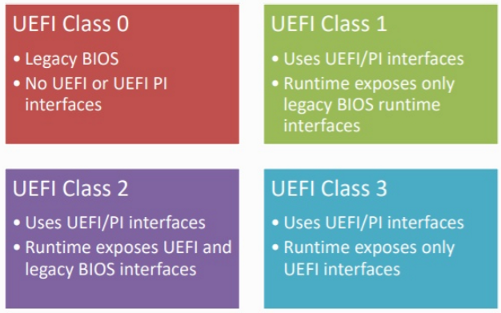 UEFI Class 0
• Legacy BIOS
• No UEFI or UEFI PI
interfaces
UEFI Class 1
• Uses UEFI/PI interfaces
• Runtime exposes only
legacy BIOS runtime
interfaces
UEFI Class 2
• Uses UEFI/PI interfaces
• Runtime exposes UEFI and
legacy BIOS interfaces
UEFI Class 3
• Uses UEFI/PI interfaces
• Runtime exposes only
UEFI interfaces